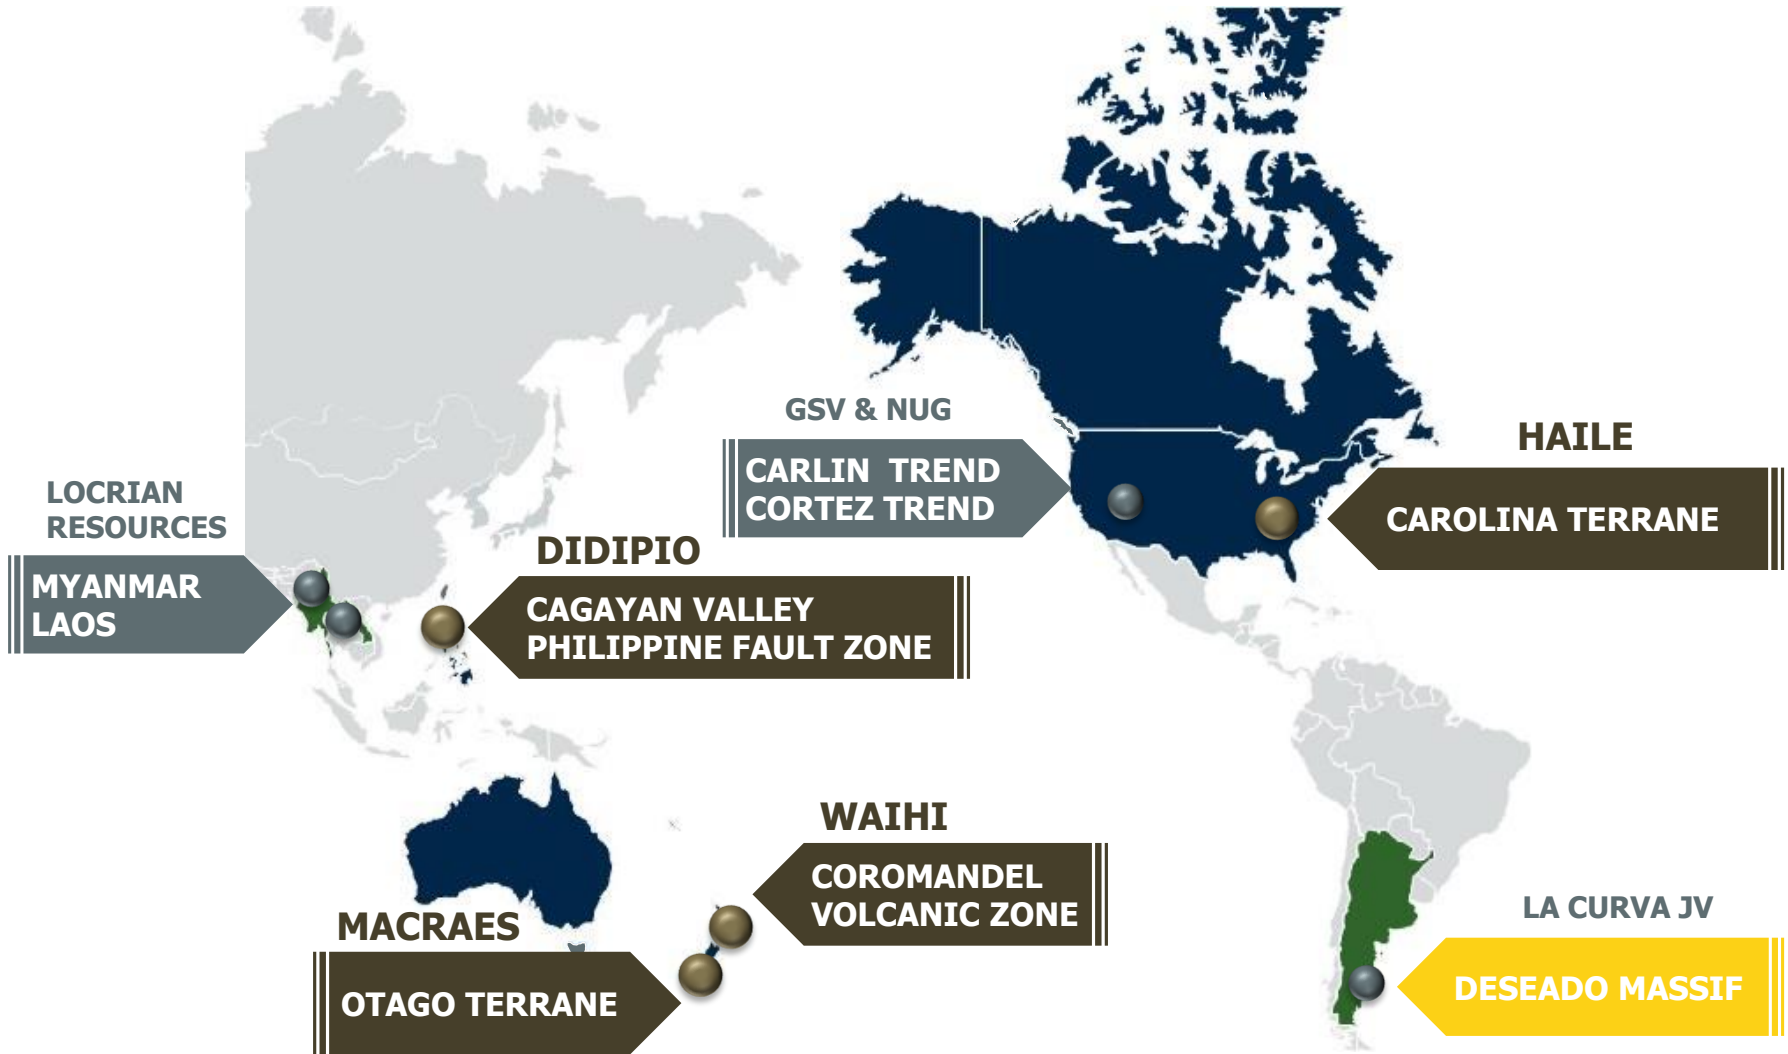 GSV & NUG
CARLIN TREND
CORTEZ TREND
HAILE
CAROLINA TERRANE
LOCRIAN
RESOURCES
MYANMAR
LAOS
DIDIPIO
CAGAYAN VALLEY
PHILIPPINE FAULT ZONE
WAIHI
COROMANDEL
VOLCANIC ZONE
MACRAES
OTAGO TERRANE
LA CURVA JV
DESEADO MASSIF